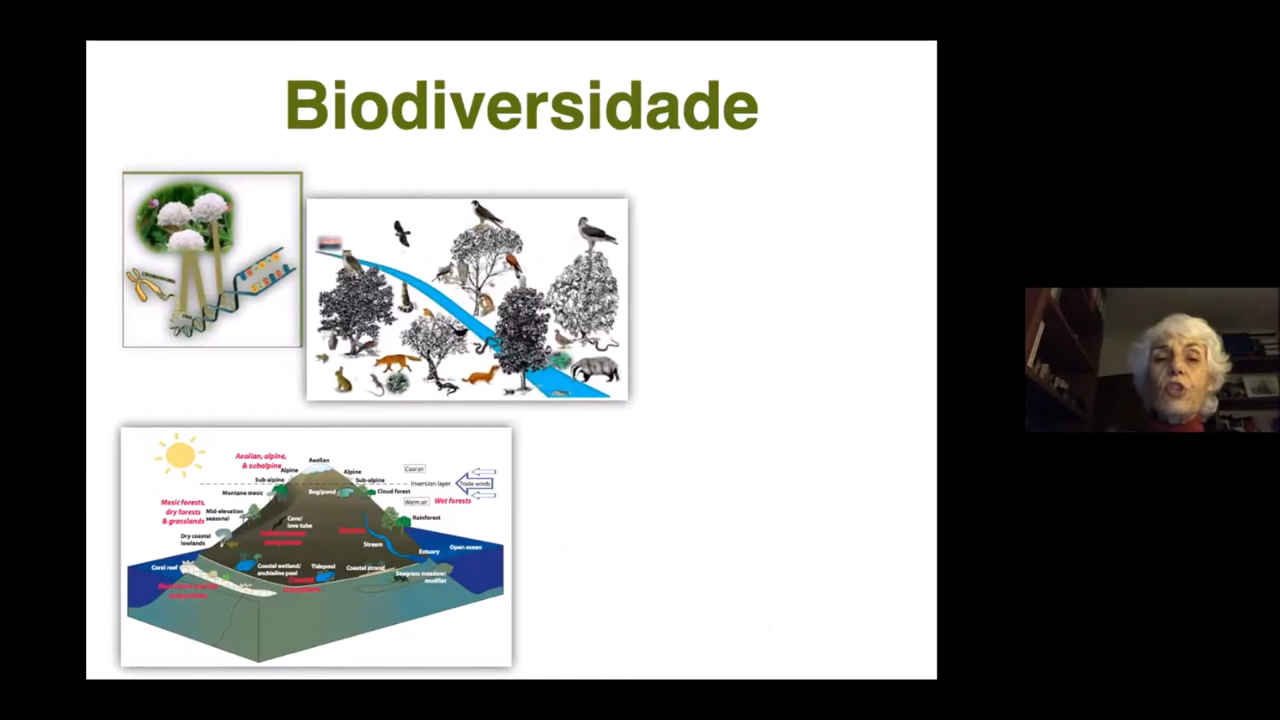 Biodiversidade
Aeolian, alpine,
& subalpine
Aeolian
Alpine
Alpine
Sub-alpine
Sub-alpine
Cool air
Inversion layer
Trade winds
Montane mesic
Bog/pond
Cloud forest
Warm air
Wet forests
Mesic forests,
dry forests
& grasslands
Mid-elevation
seasonal
Cave/
lava tube
Rainforest
Dry coastal
lowlands
Stream
Estuary
Open ocean
Coral reef
Coastal wetland/
anchialine pool
Tidepool
Coastal strand
Seagrass meadow/
mudflat
Coastal
ecosystems